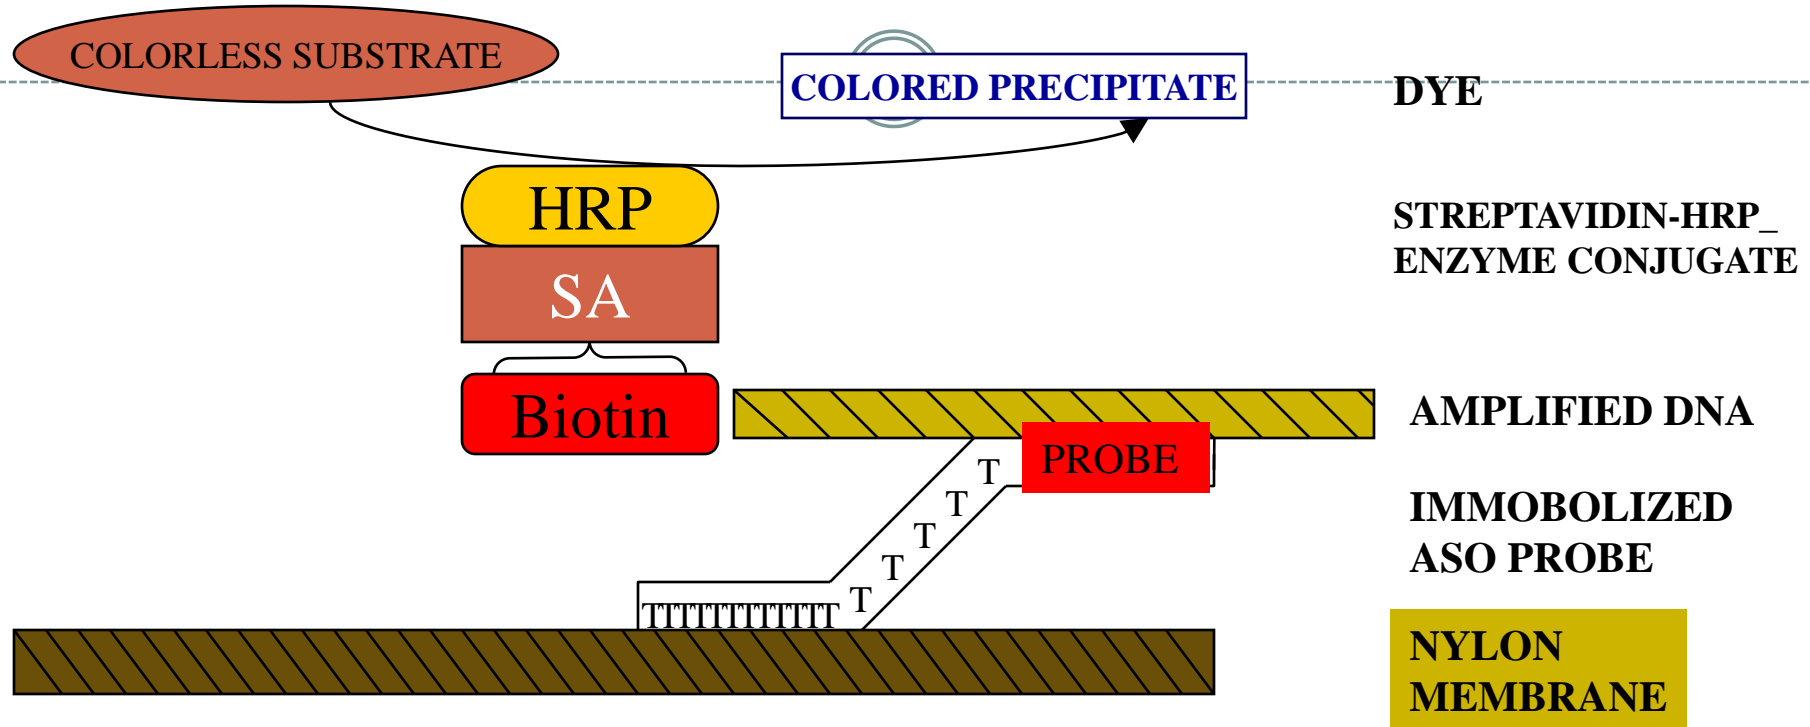 COLORLESS SUBSTRATE
COLORED PRECIPITATE
DYE
HRP
STREPTAVIDIN-HRP_
ENZYME CONJUGATE
SA
Biotin
AMPLIFIED DNA
PROBE
T
T
T
T
T
IMMOBOLIZED
ASO PROBE
TTTTTTTTTTTT
NYLON
MEMBRANE